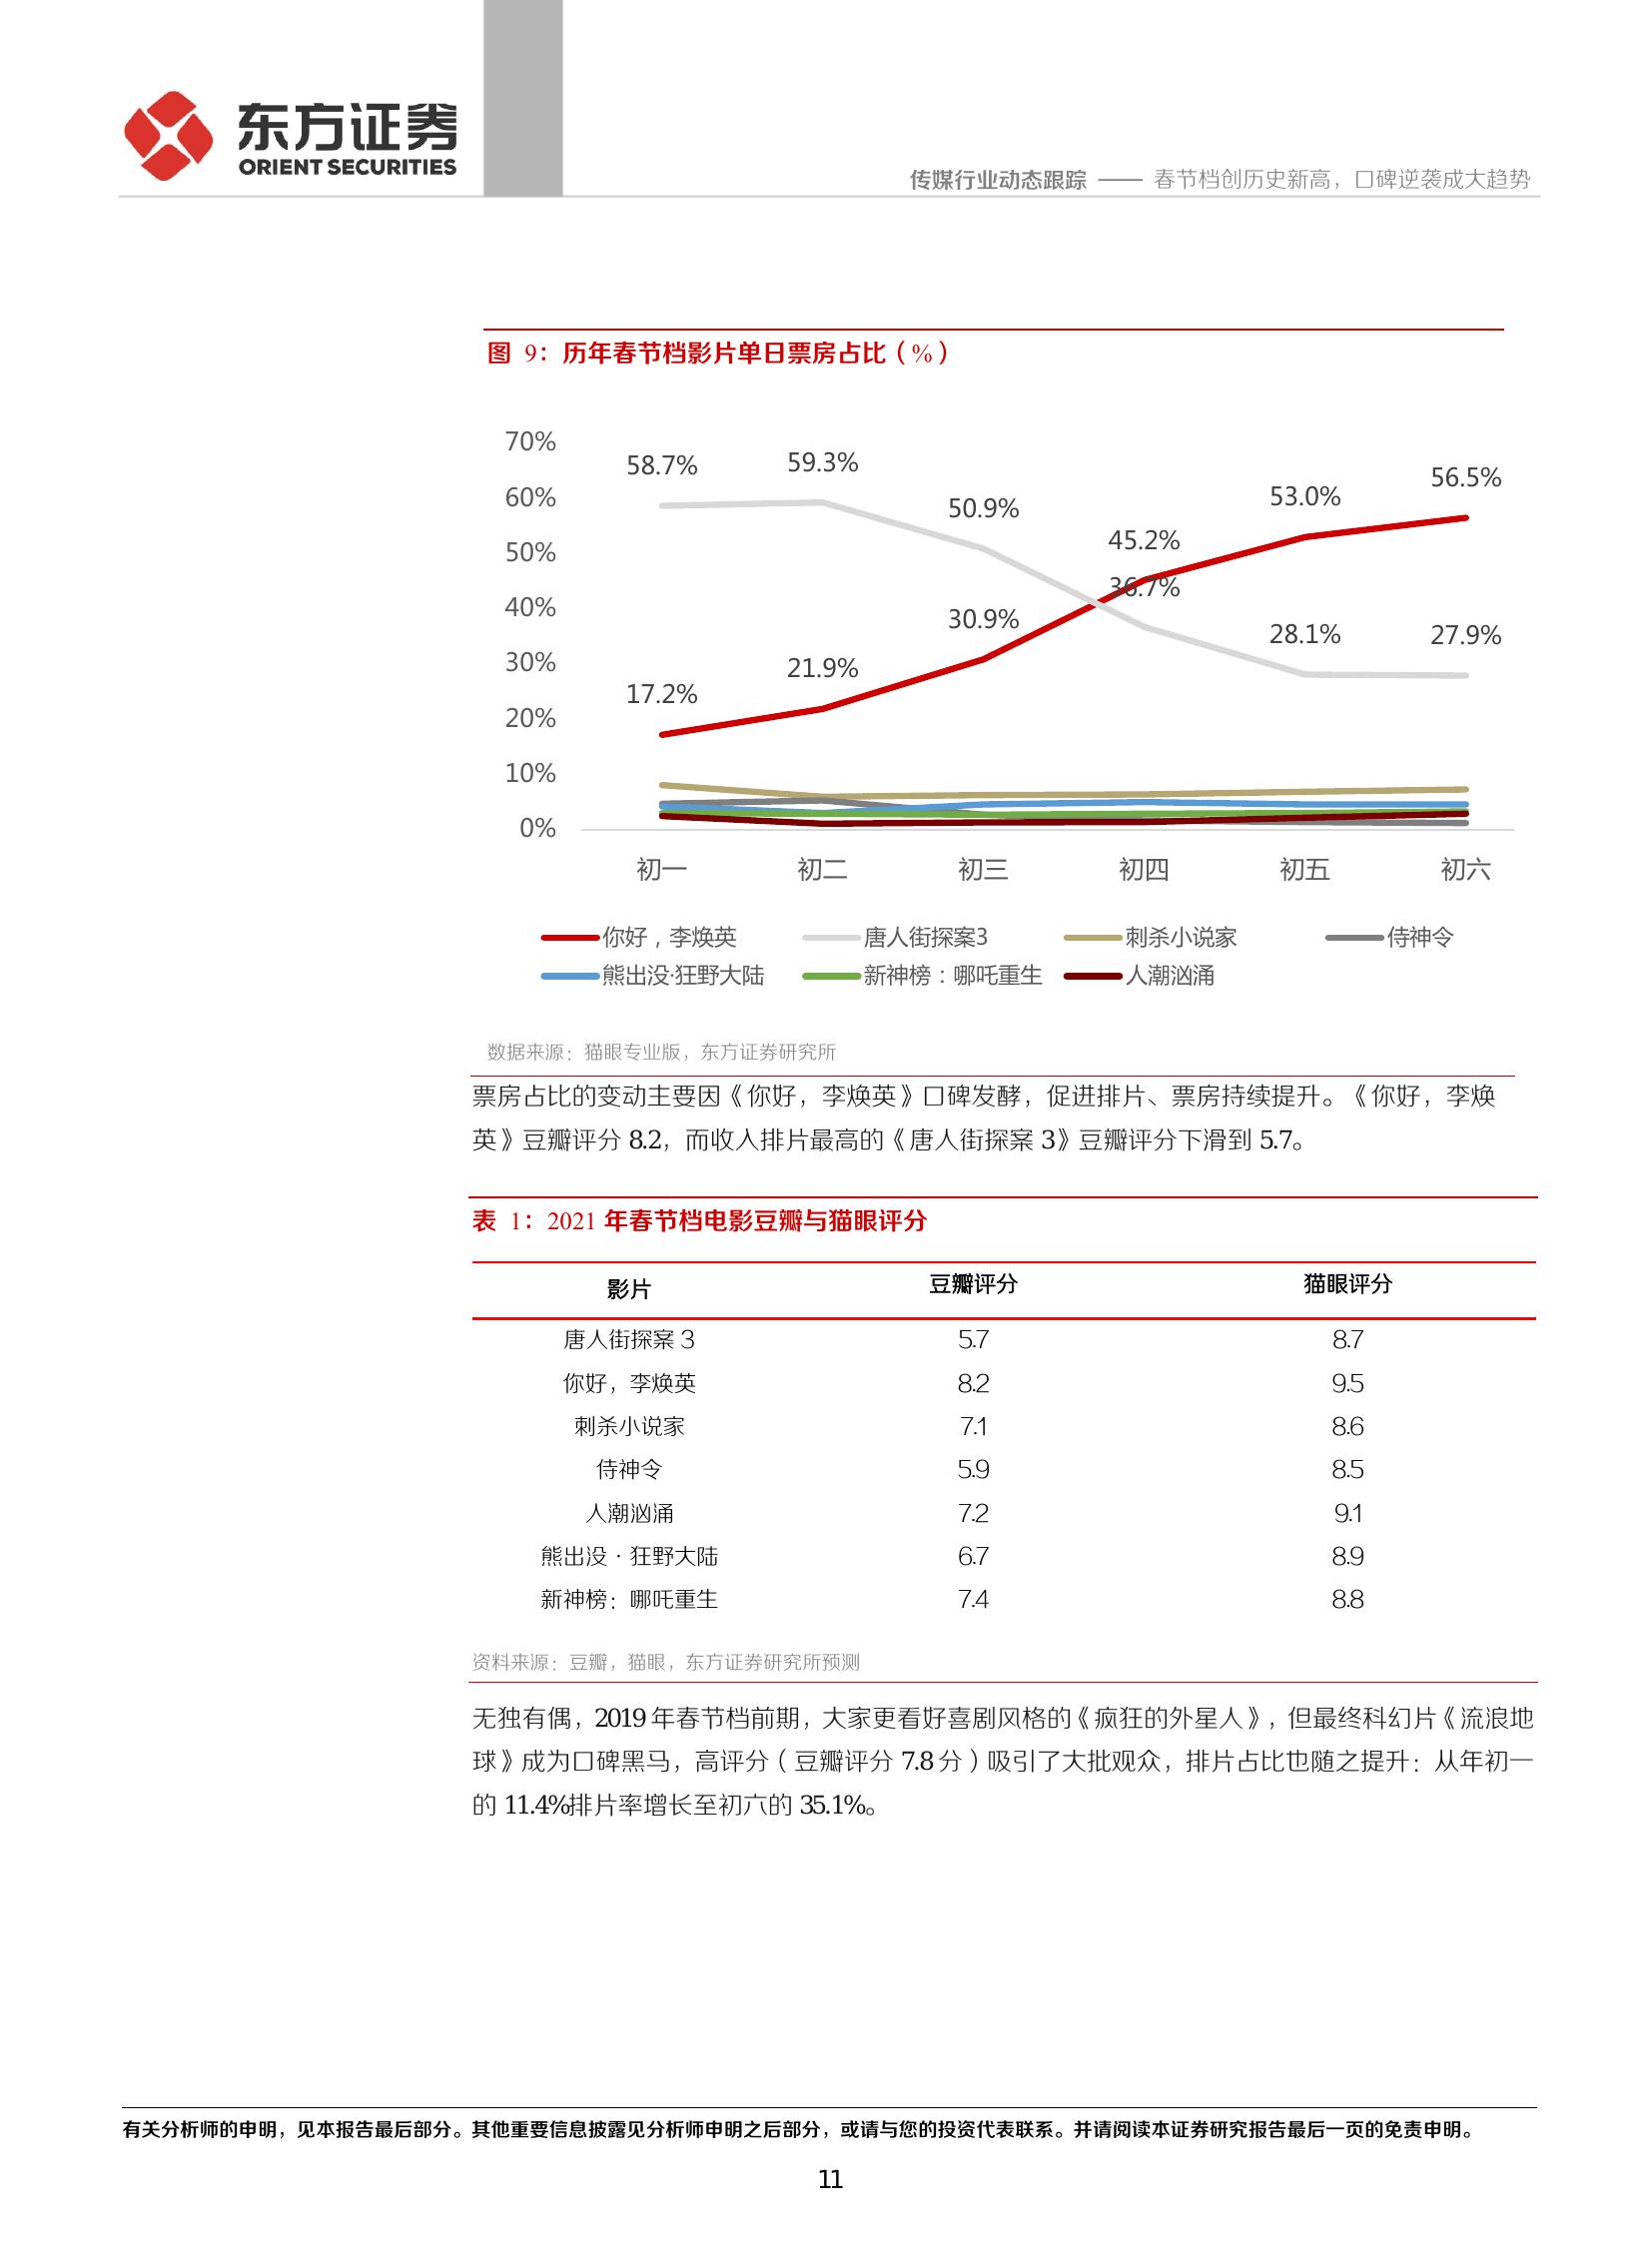 东方证券
ORIENT SECURITIES
传媒行业动态跟踪 —— 春节档创历史新高，口碑逆袭成大趋势
图 9：历年春节档影片单日票房占比（%）
70%
60%
50%
40%
30%
20%
10%
0%
58.7% 59.3% 50.9% 36.7% 28.1% 27.9%
17.2% 21.9% 30.9% 45.2% 53.0% 56.5%
初一 初二 初三 初四 初五 初六
你好，李焕英 唐人街探案3 刺杀小说家 侍神令
熊出没·狂野大陆 新神榜：哪吒重生 人潮汹涌
数据来源：猫眼专业版，东方证券研究所
票房占比的变动主要因《你好，李焕英》口碑发酵，促进排片、票房持续提升。《你好，李焕
英》豆瓣评分 8.2，而收入排片最高的《唐人街探案 3》豆瓣评分下滑到 5.7。
表 1：2021 年春节档电影豆瓣与猫眼评分
影片 豆瓣评分 猫眼评分
唐人街探案 3 5.7 8.7
你好，李焕英 8.2 9.5
刺杀小说家 7.1 8.6
侍神令 5.9 8.5
人潮汹涌 7.2 9.1
熊出没·狂野大陆 6.7 8.9
新神榜：哪吒重生 7.4 8.8
资料来源：豆瓣，猫眼，东方证券研究所预测
无独有偶，2019 年春节档前期，大家更看好喜剧风格的《疯狂的外星人》，但最终科幻片《流浪地
球》成为口碑黑马，高评分（豆瓣评分 7.8 分）吸引了大批观众，排片占比也随之提升：从年初一
的 11.4%排片率增长至初六的 35.1%。
有关分析师的申明，见本报告最后部分。其他重要信息披露见分析师申明之后部分，或请与您的投资代表联系。并请阅读本证券研究报告最后一页的免责申明。
11